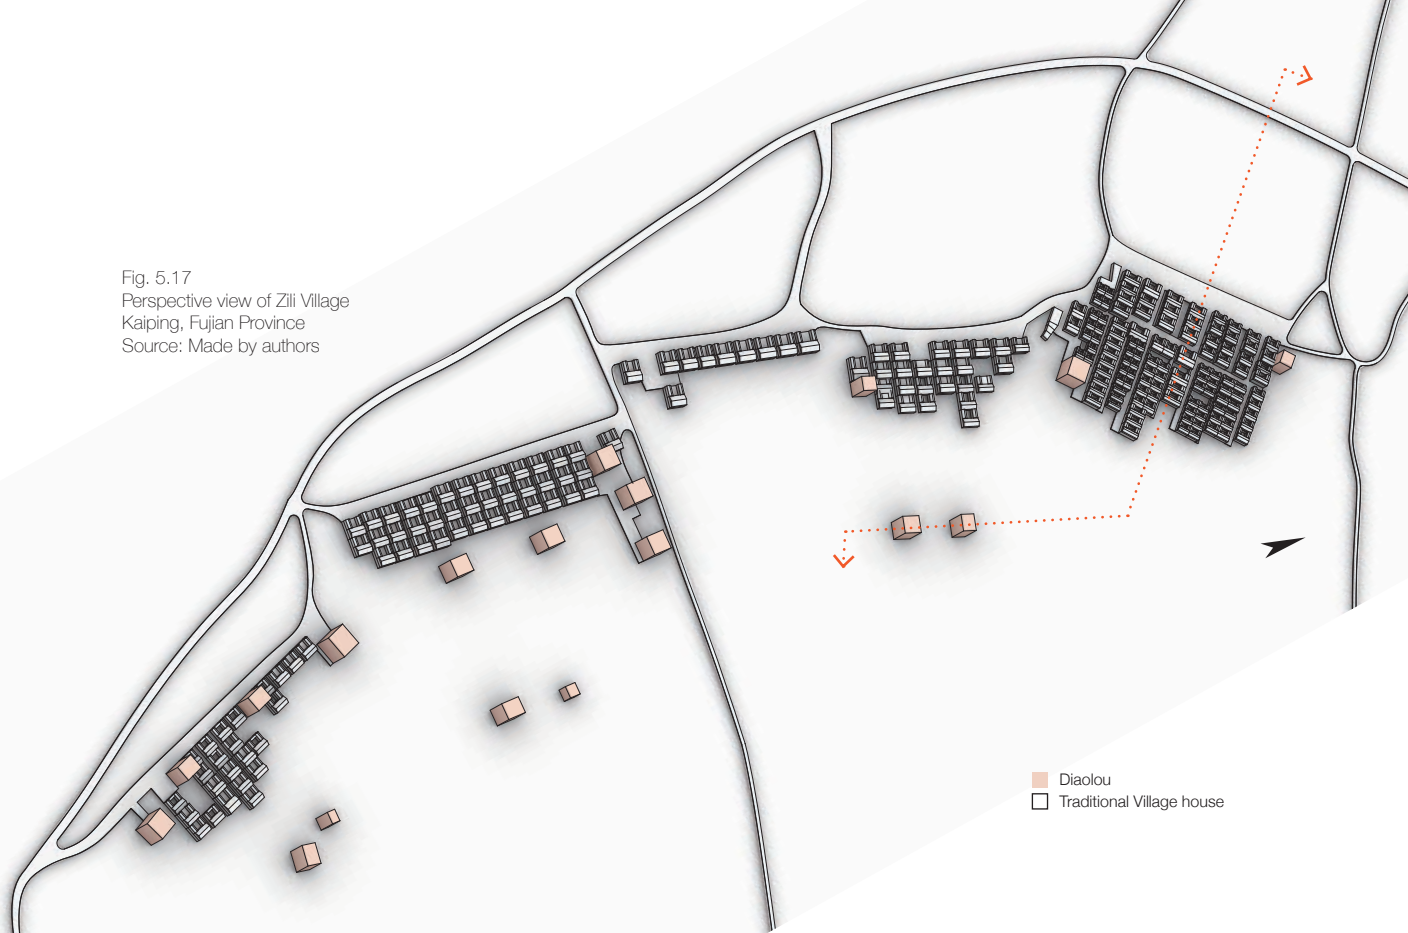 Fig. 5.17
Perspective view of Zili Village
Kaiping, Fujian Province
Source: Made by authors
Diaolou
Traditional Village house